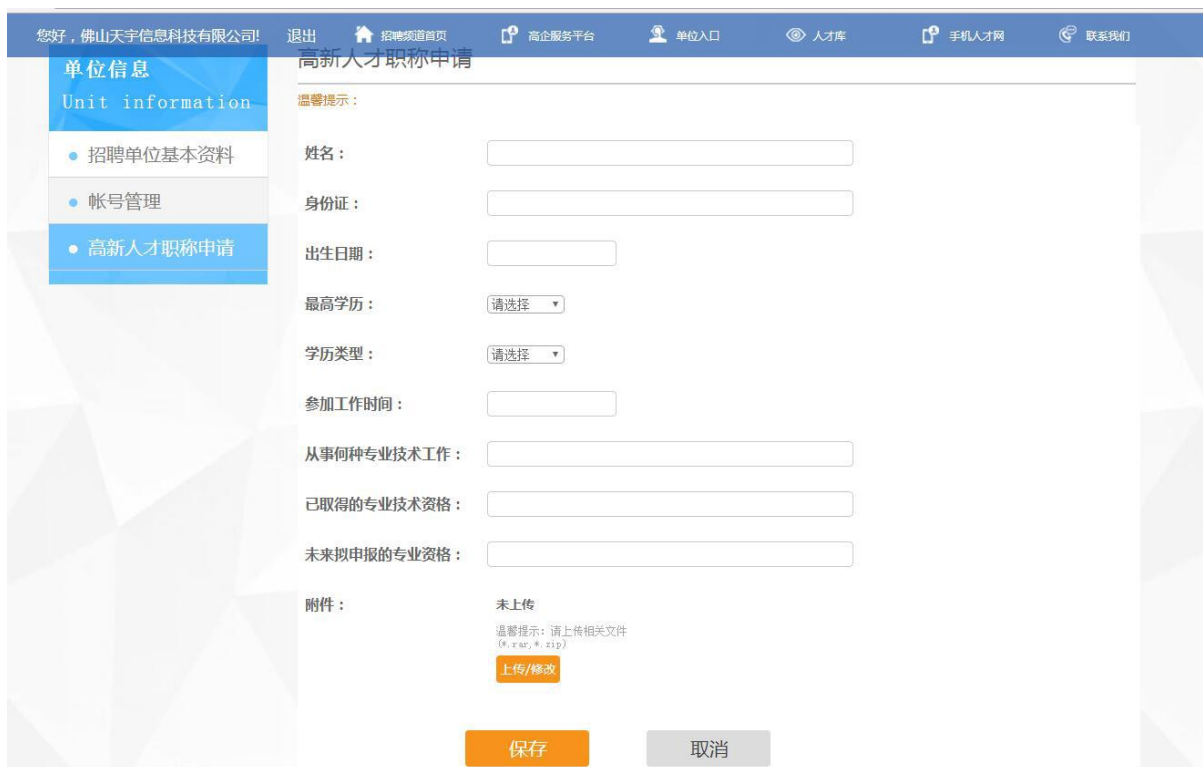 您好，佛山天宇信息科技有限公司! 退出 招聘频道首页 高企服务平台 单位入口 人才库 手机人才网 联系我们
单位信息
Unit information
招聘单位基本资料
帐号管理
高新人才职称申请
高新人才职称申请
温馨提示：
姓名：
身份证：
出生日期：
最高学历： 请选择
学历类型： 请选择
参加工作时间：
从事何种专业技术工作：
已取得的专业技术资格：
未来拟申报的专业资格：
附件： 未上传
温馨提示: 请上传相关文件
(*.rar,*.zip)
上传/修改
保存 取消